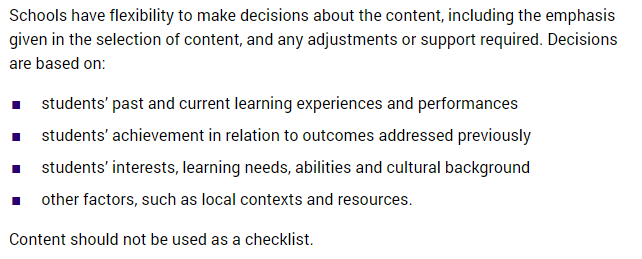 Schools have flexibility to make decisions about the content, including the emphasis
given in the selection of content, and any adjustments or support required. Decisions
are based on:
▪ students’ past and current learning experiences and performances
▪ students’ achievement in relation to outcomes addressed previously
▪ students’ interests, learning needs, abilities and cultural background
▪ other factors, such as local contexts and resources.
Content should not be used as a checklist.